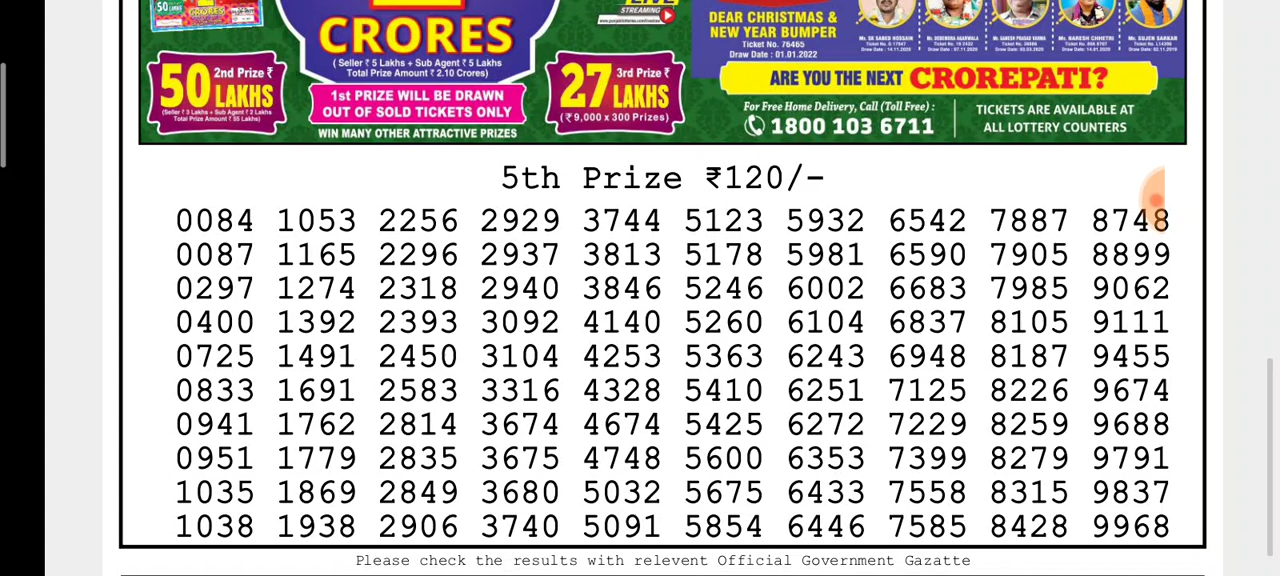 CRORES
LIVE
STREAMING
( Seller ₹ 5 Lakhs + Sub Agent ₹ 5 Lakhs
Total Prize Amount ₹ 2.10 Crores)
50 LAKHS
2nd Prize ₹
1st PRIZE WILL BE DRAWN
OUT OF SOLD TICKETS ONLY
WIN MANY OTHER ATTRACTIVE PRIZES
3rd Prize ₹
27 LAKHS
(₹ 9,000 x 300 Prizes)
DEAR CHRISTMAS &
NEW YEAR BUMPER
Ticket No. 76465
Draw Date : 01.01.2022
ARE YOU THE NEXT CROREPATI?
For Free Home Delivery, Call (Toll Free) :
1800 103 6711
TICKETS ARE AVAILABLE AT
ALL LOTTERY COUNTERS
5th Prize ₹120/-
0084 1053 2256 2929 3744 5123 5932 6542 7887 8748
0087 1165 2296 2937 3813 5178 5981 6590 7905 8899
0297 1274 2318 2940 3846 5246 6002 6683 7985 9062
0400 1392 2393 3092 4140 5260 6104 6837 8105 9111
0725 1491 2450 3104 4253 5363 6243 6948 8187 9455
0833 1691 2583 3316 4328 5410 6251 7125 8226 9674
0941 1762 2814 3674 4674 5425 6272 7229 8259 9688
0951 1779 2835 3675 4748 5600 6353 7399 8279 9791
1035 1869 2849 3680 5032 5675 6433 7558 8315 9837
1038 1938 2906 3740 5091 5854 6446 7585 8428 9968
Please check the results with relevent Official Government Gazatte